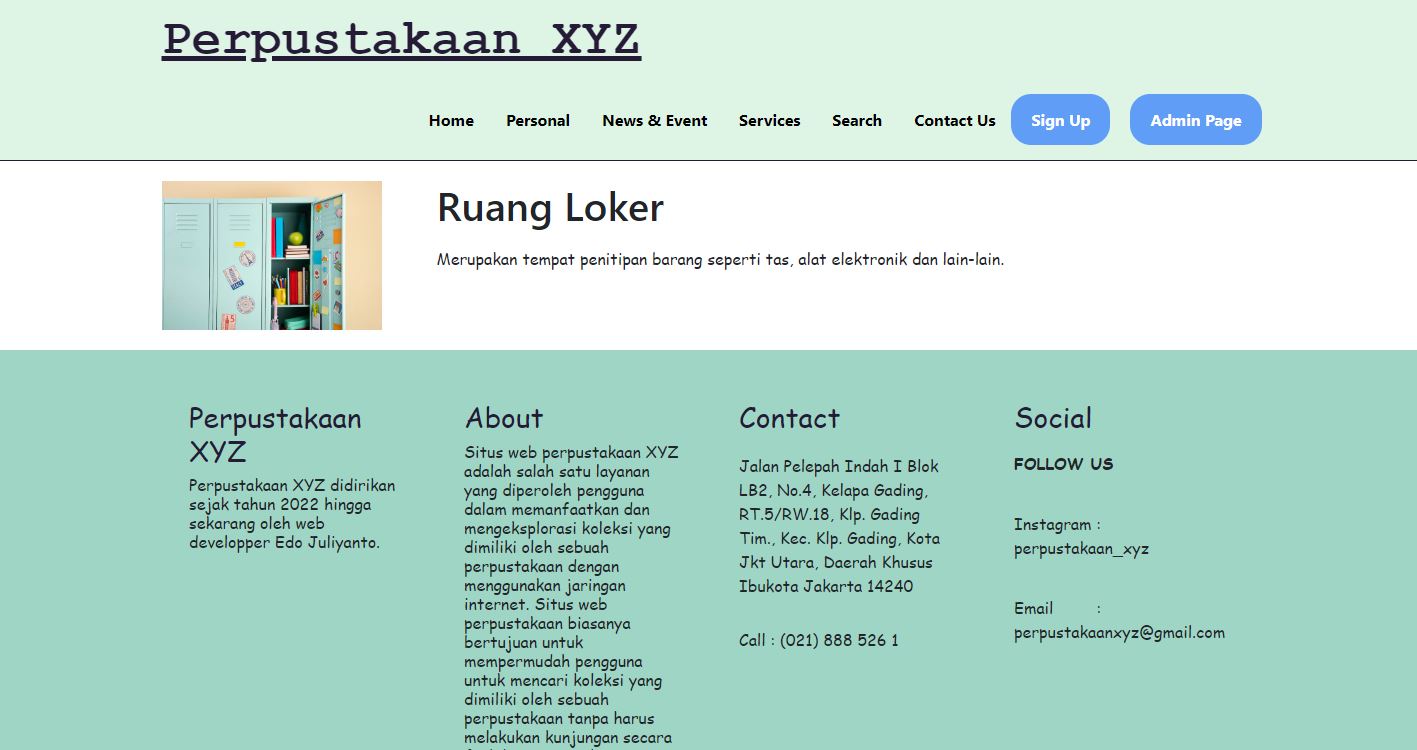 Perpustakaan XYZ
Home Personal News & Event Services Search Contact Us Sign Up Admin Page
Ruang Loker
Merupakan tempat penitipan barang seperti tas, alat elektronik dan lain-lain.
Perpustakaan
XYZ
Perpustakaan XYZ didirikan
sejak tahun 2022 hingga
sekarang oleh web
developper Edo Juliyanto.
About
Situs web perpustakaan XYZ
adalah salah satu layanan
yang diperoleh pengguna
dalam memanfaatkan dan
mengeksplorasi koleksi yang
dimiliki oleh sebuah
perpustakaan dengan
menggunakan jaringan
internet. Situs web
perpustakaan biasanya
bertujuan untuk
mempermudah pengguna
untuk mencari koleksi yang
dimiliki oleh sebuah
perpustakaan tanpa harus
melakukan kunjungan secara
Contact
Jalan Pelepah Indah I Blok
LB2, No.4, Kelapa Gading,
RT.5/RW.18, Klp. Gading
Tim., Kec. Klp. Gading, Kota
Jkt Utara, Daerah Khusus
Ibukota Jakarta 14240
Call : (021) 888 526 1
Social
FOLLOW US
Instagram :
perpustakaan_xyz
Email :
perpustakaanxyz@gmail.com